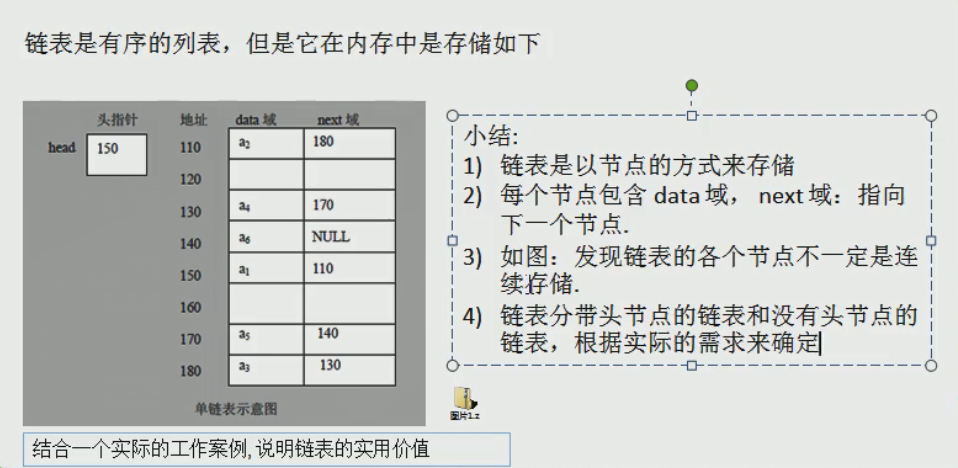 链表是有序的列表，但是它在内存中是存储如下
头指针 地址 data 域 next 域
head 150 110 a₂ 180
120
130 a₄ 170
140 a₆ NULL
150 a₁ 110
160
170 a₅ 140
180 a₃ 130
单链表示意图
小结:
1) 链表是以节点的方式来存储
2) 每个节点包含 data 域， next 域：指向
下一个节点.
3) 如图：发现链表的各个节点不一定是连
续存储.
4) 链表分带头节点的链表和没有头节点的
链表，根据实际的需求来确定
图片1.z
结合一个实际的工作案例, 说明链表的实用价值